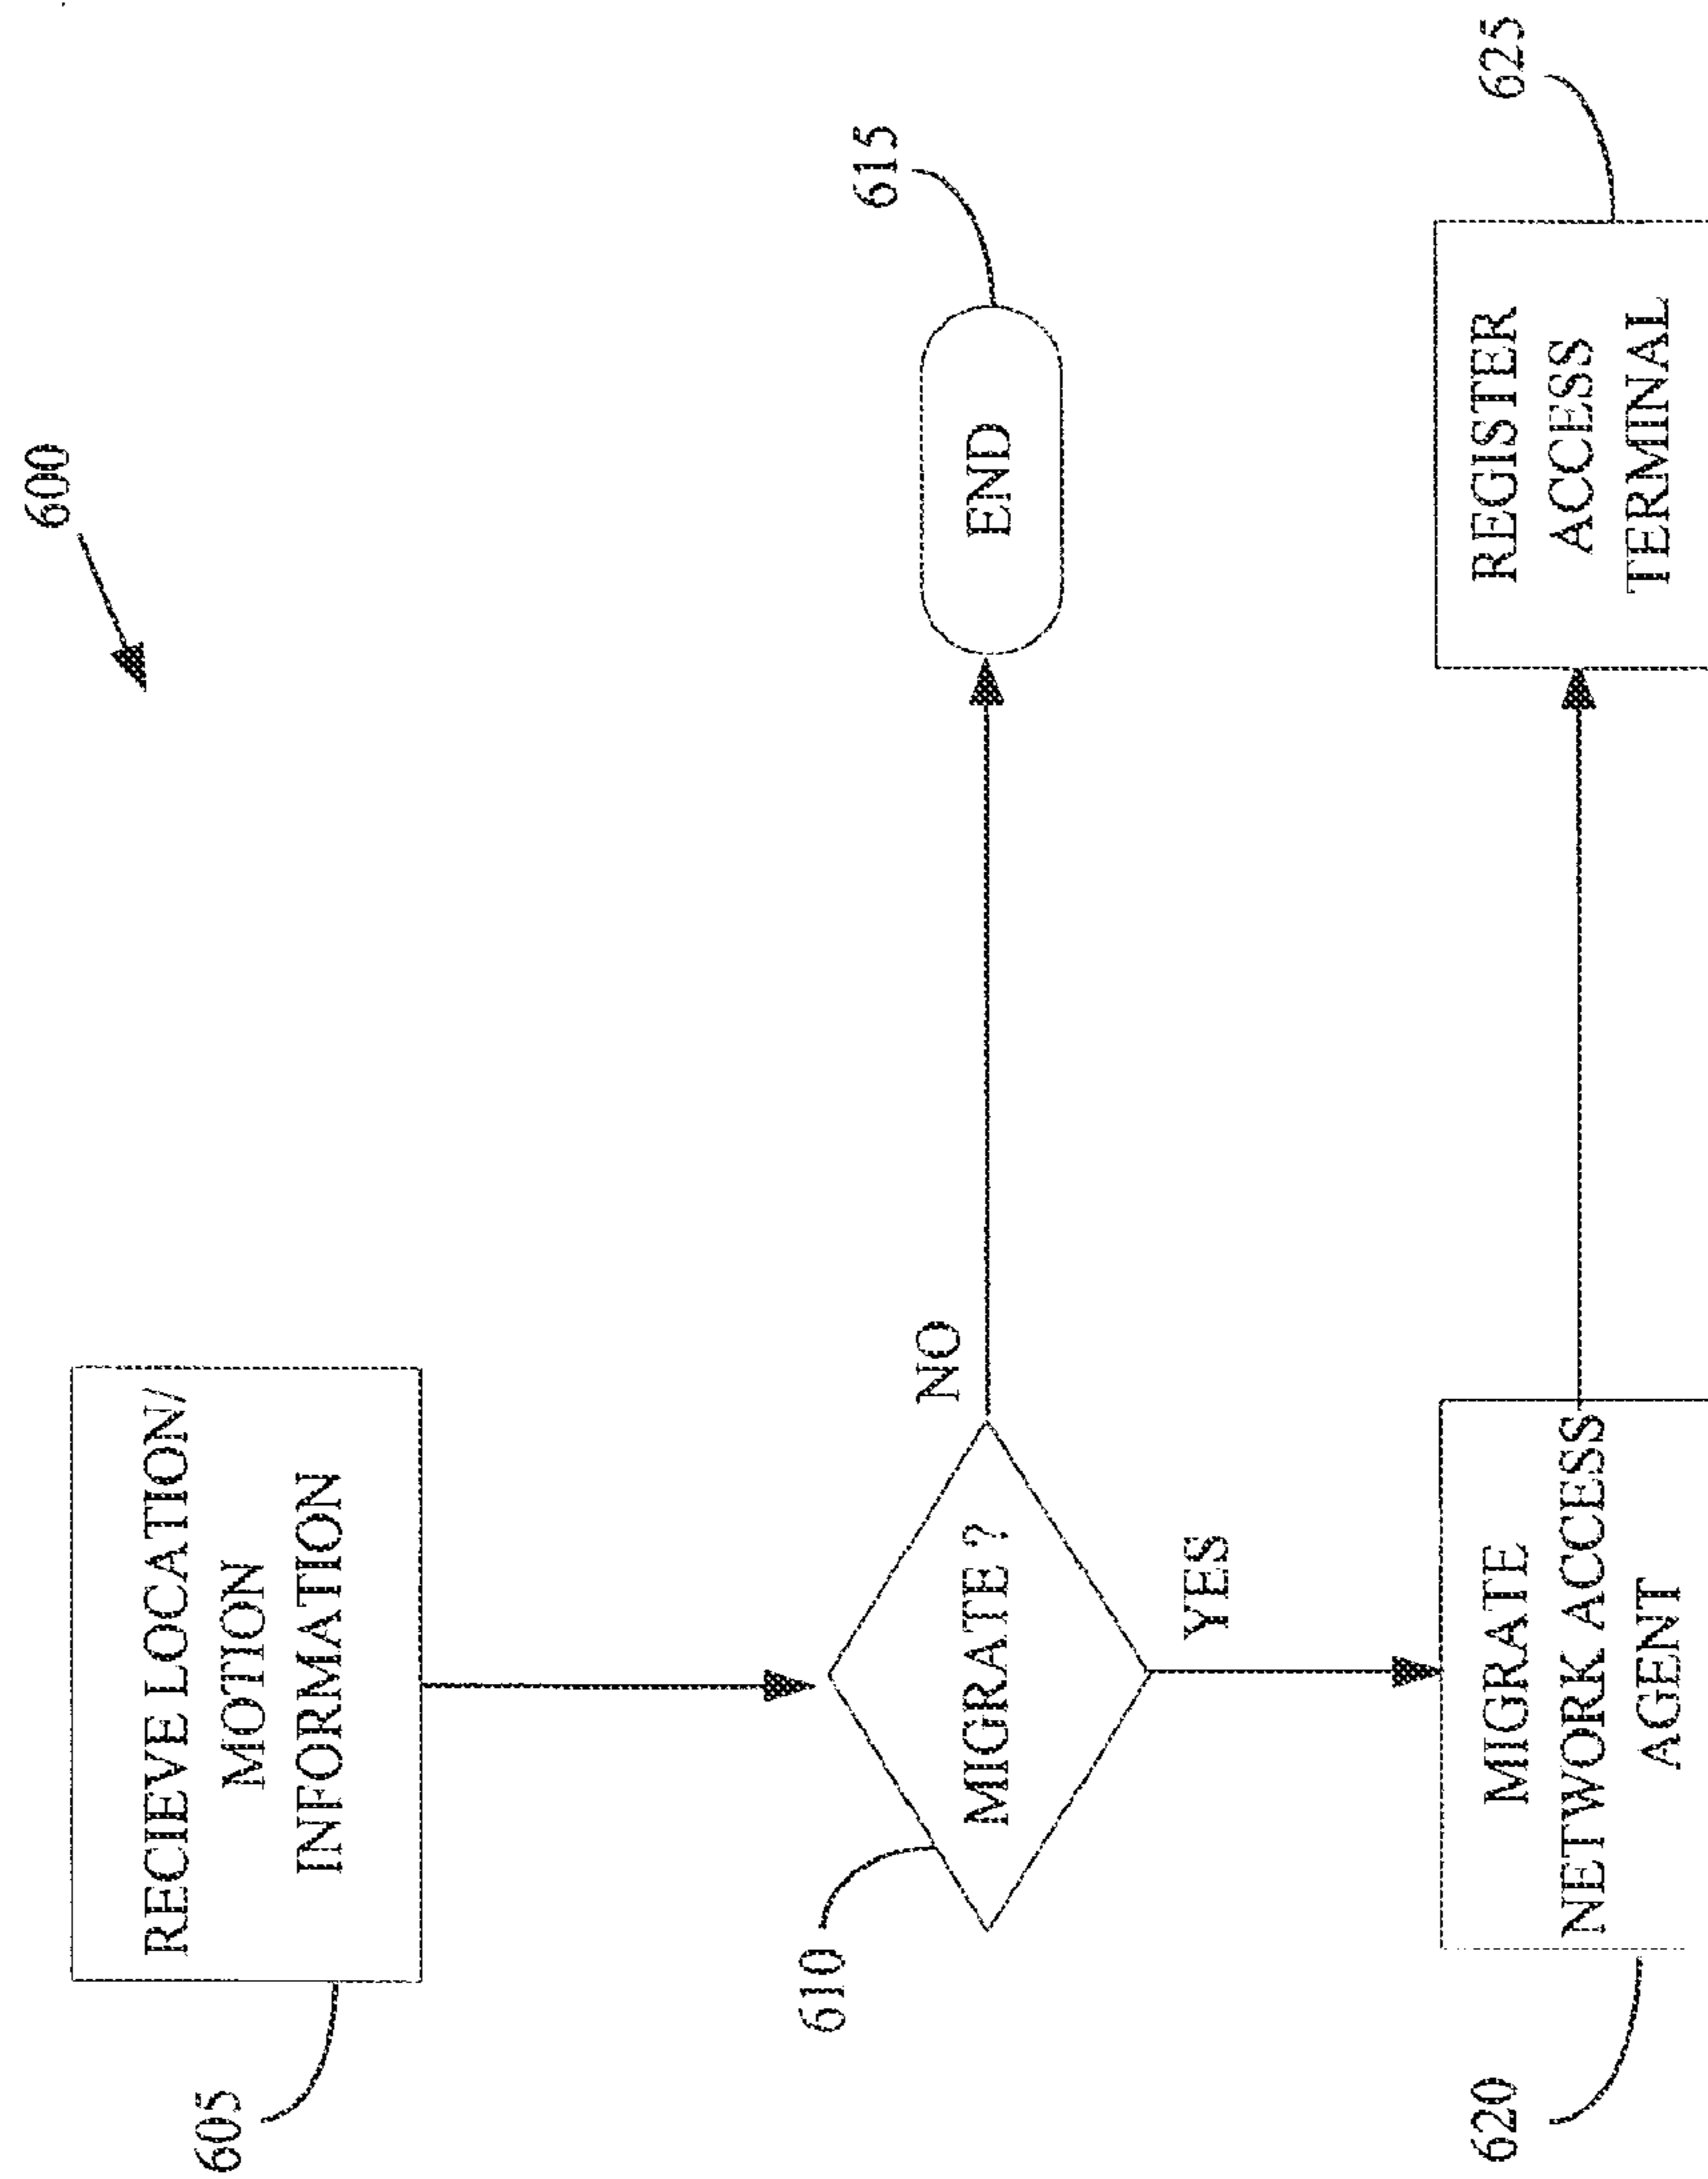 600
605
RECIEVE LOCATION/
MOTION
INFORMATION
610
MIGRATE ?
NO
END
615
YES
620
MIGRATE
NETWORK ACCESS
AGENT
REGISTER
ACCESS
TERMINAL
625